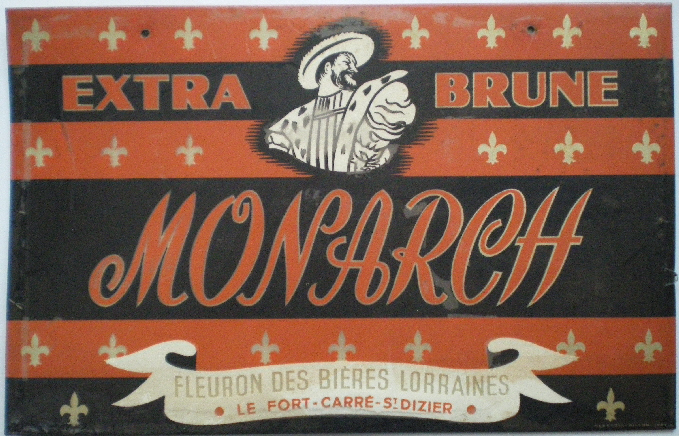 EXTRA BRUNE
MONARCH
FLEURON DES BIÈRES LORRAINES
• LE FORT-CARRÉ-ST DIZIER •